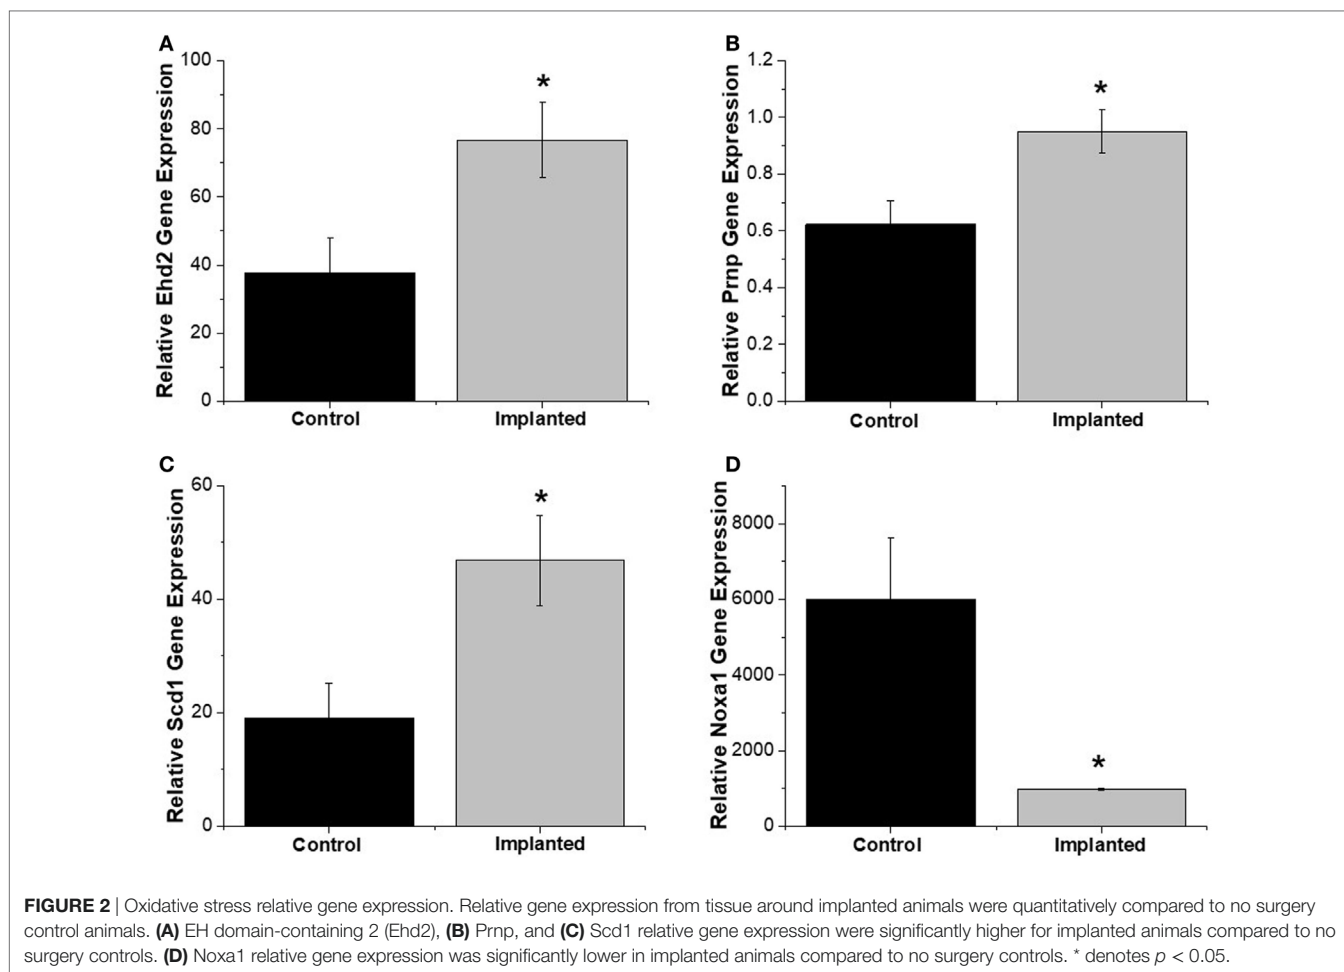 A
Relative Ehd2 Gene Expression
100
80
60
40
20
0
*
Control Implanted
B
Relative Prnp Gene Expression
1.2
1.0
0.8
0.6
0.4
0.2
0.0
*
Control Implanted
C
Relative Scd1 Gene Expression
60
40
20
0
*
Control Implanted
D
Relative Noxa1 Gene Expression
8000
6000
4000
2000
0
*
Control Implanted
FIGURE 2 | Oxidative stress relative gene expression. Relative gene expression from tissue around implanted animals were quantitatively compared to no surgery
control animals. (A) EH domain-containing 2 (Ehd2), (B) Prnp, and (C) Scd1 relative gene expression were significantly higher for implanted animals compared to no
surgery controls. (D) Noxa1 relative gene expression was significantly lower in implanted animals compared to no surgery controls. * denotes p < 0.05.